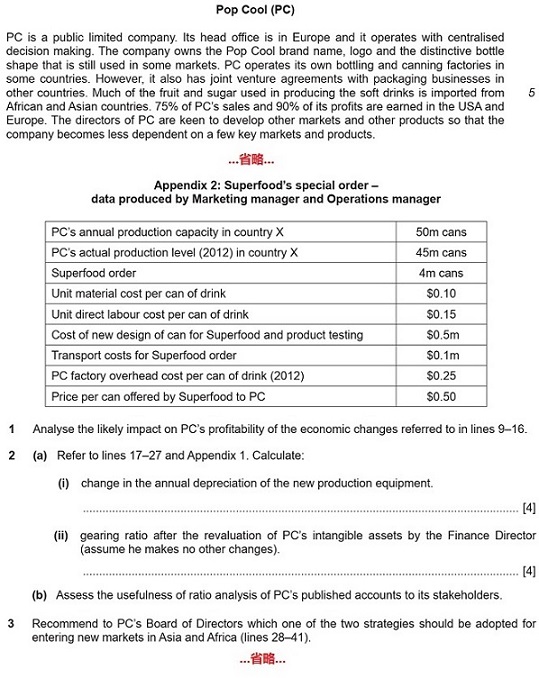 Pop Cool (PC)
PC is a public limited company. Its head office is in Europe and it operates with centralised
decision making. The company owns the Pop Cool brand name, logo and the distinctive bottle
shape that is still used in some markets. PC operates its own bottling and canning factories in
some countries. However, it also has joint venture agreements with packaging businesses in
other countries. Much of the fruit and sugar used in producing the soft drinks is imported from 5
African and Asian countries. 75% of PC's sales and 90% of its profits are earned in the USA and
Europe. The directors of PC are keen to develop other markets and other products so that the
company becomes less dependent on a few key markets and products.
...省略...
Appendix 2: Superfood's special order –
data produced by Marketing manager and Operations manager
PC's annual production capacity in country X 50m cans
PC's actual production level (2012) in country X 45m cans
Superfood order 4m cans
Unit material cost per can of drink $0.10
Unit direct labour cost per can of drink $0.15
Cost of new design of can for Superfood and product testing $0.5m
Transport costs for Superfood order $0.1m
PC factory overhead cost per can of drink (2012) $0.25
Price per can offered by Superfood to PC $0.50
1 Analyse the likely impact on PC's profitability of the economic changes referred to in lines 9–16.
2 (a) Refer to lines 17–27 and Appendix 1. Calculate:
(i) change in the annual depreciation of the new production equipment.
[4]
(ii) gearing ratio after the revaluation of PC's intangible assets by the Finance Director
(assume he makes no other changes).
[4]
(b) Assess the usefulness of ratio analysis of PC's published accounts to its stakeholders.
3 Recommend to PC's Board of Directors which one of the two strategies should be adopted for
entering new markets in Asia and Africa (lines 28–41).
...省略...